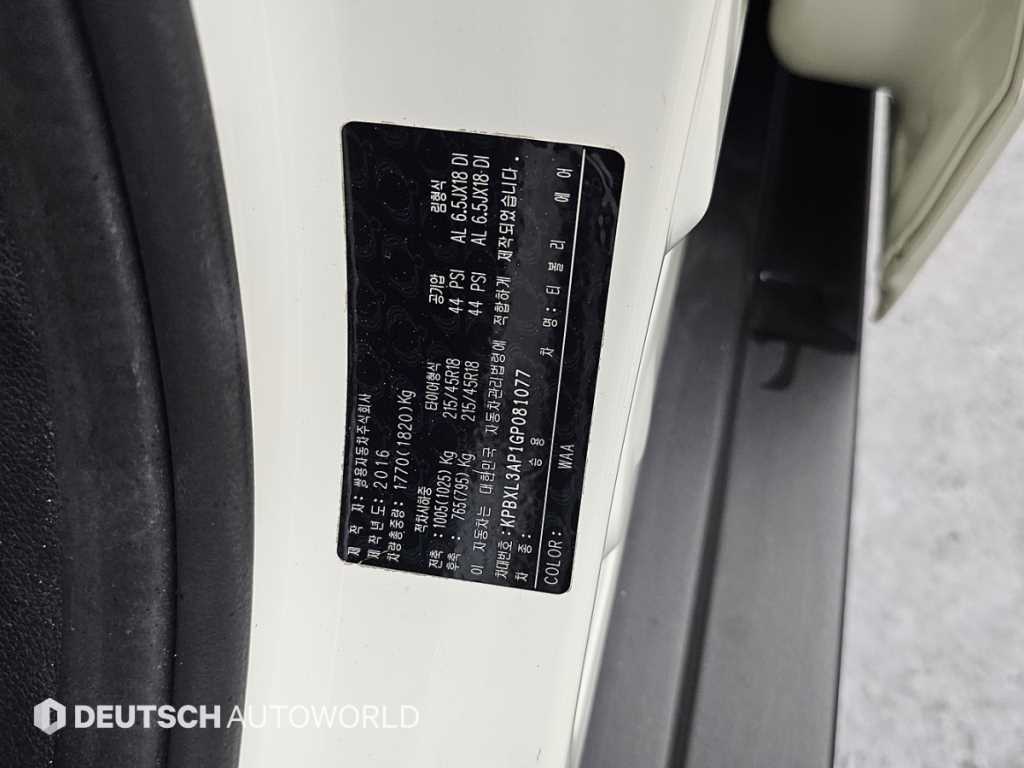 제 작 자 : 쌍용자동차주식회사
제작년도: 2016
차량총중량: 1770(1820)Kg
적차시하중 타이어형식 공기압 림형식
전축: 1005(1025)Kg 215/45R18 44 PSI AL 6.5JX18 DI
후축: 765(795)Kg 215/45R18 44 PSI AL 6.5JX18 DI
이 자동차는 대한민국 자동차관리법령에 적합하게 제작되었습니다.
차대번호: KPBXL3AP1GP081077
차 종: 승용 차 명: 티 볼 리 에 어
COLOR: WAA
DEUTSCH AUTOWORLD